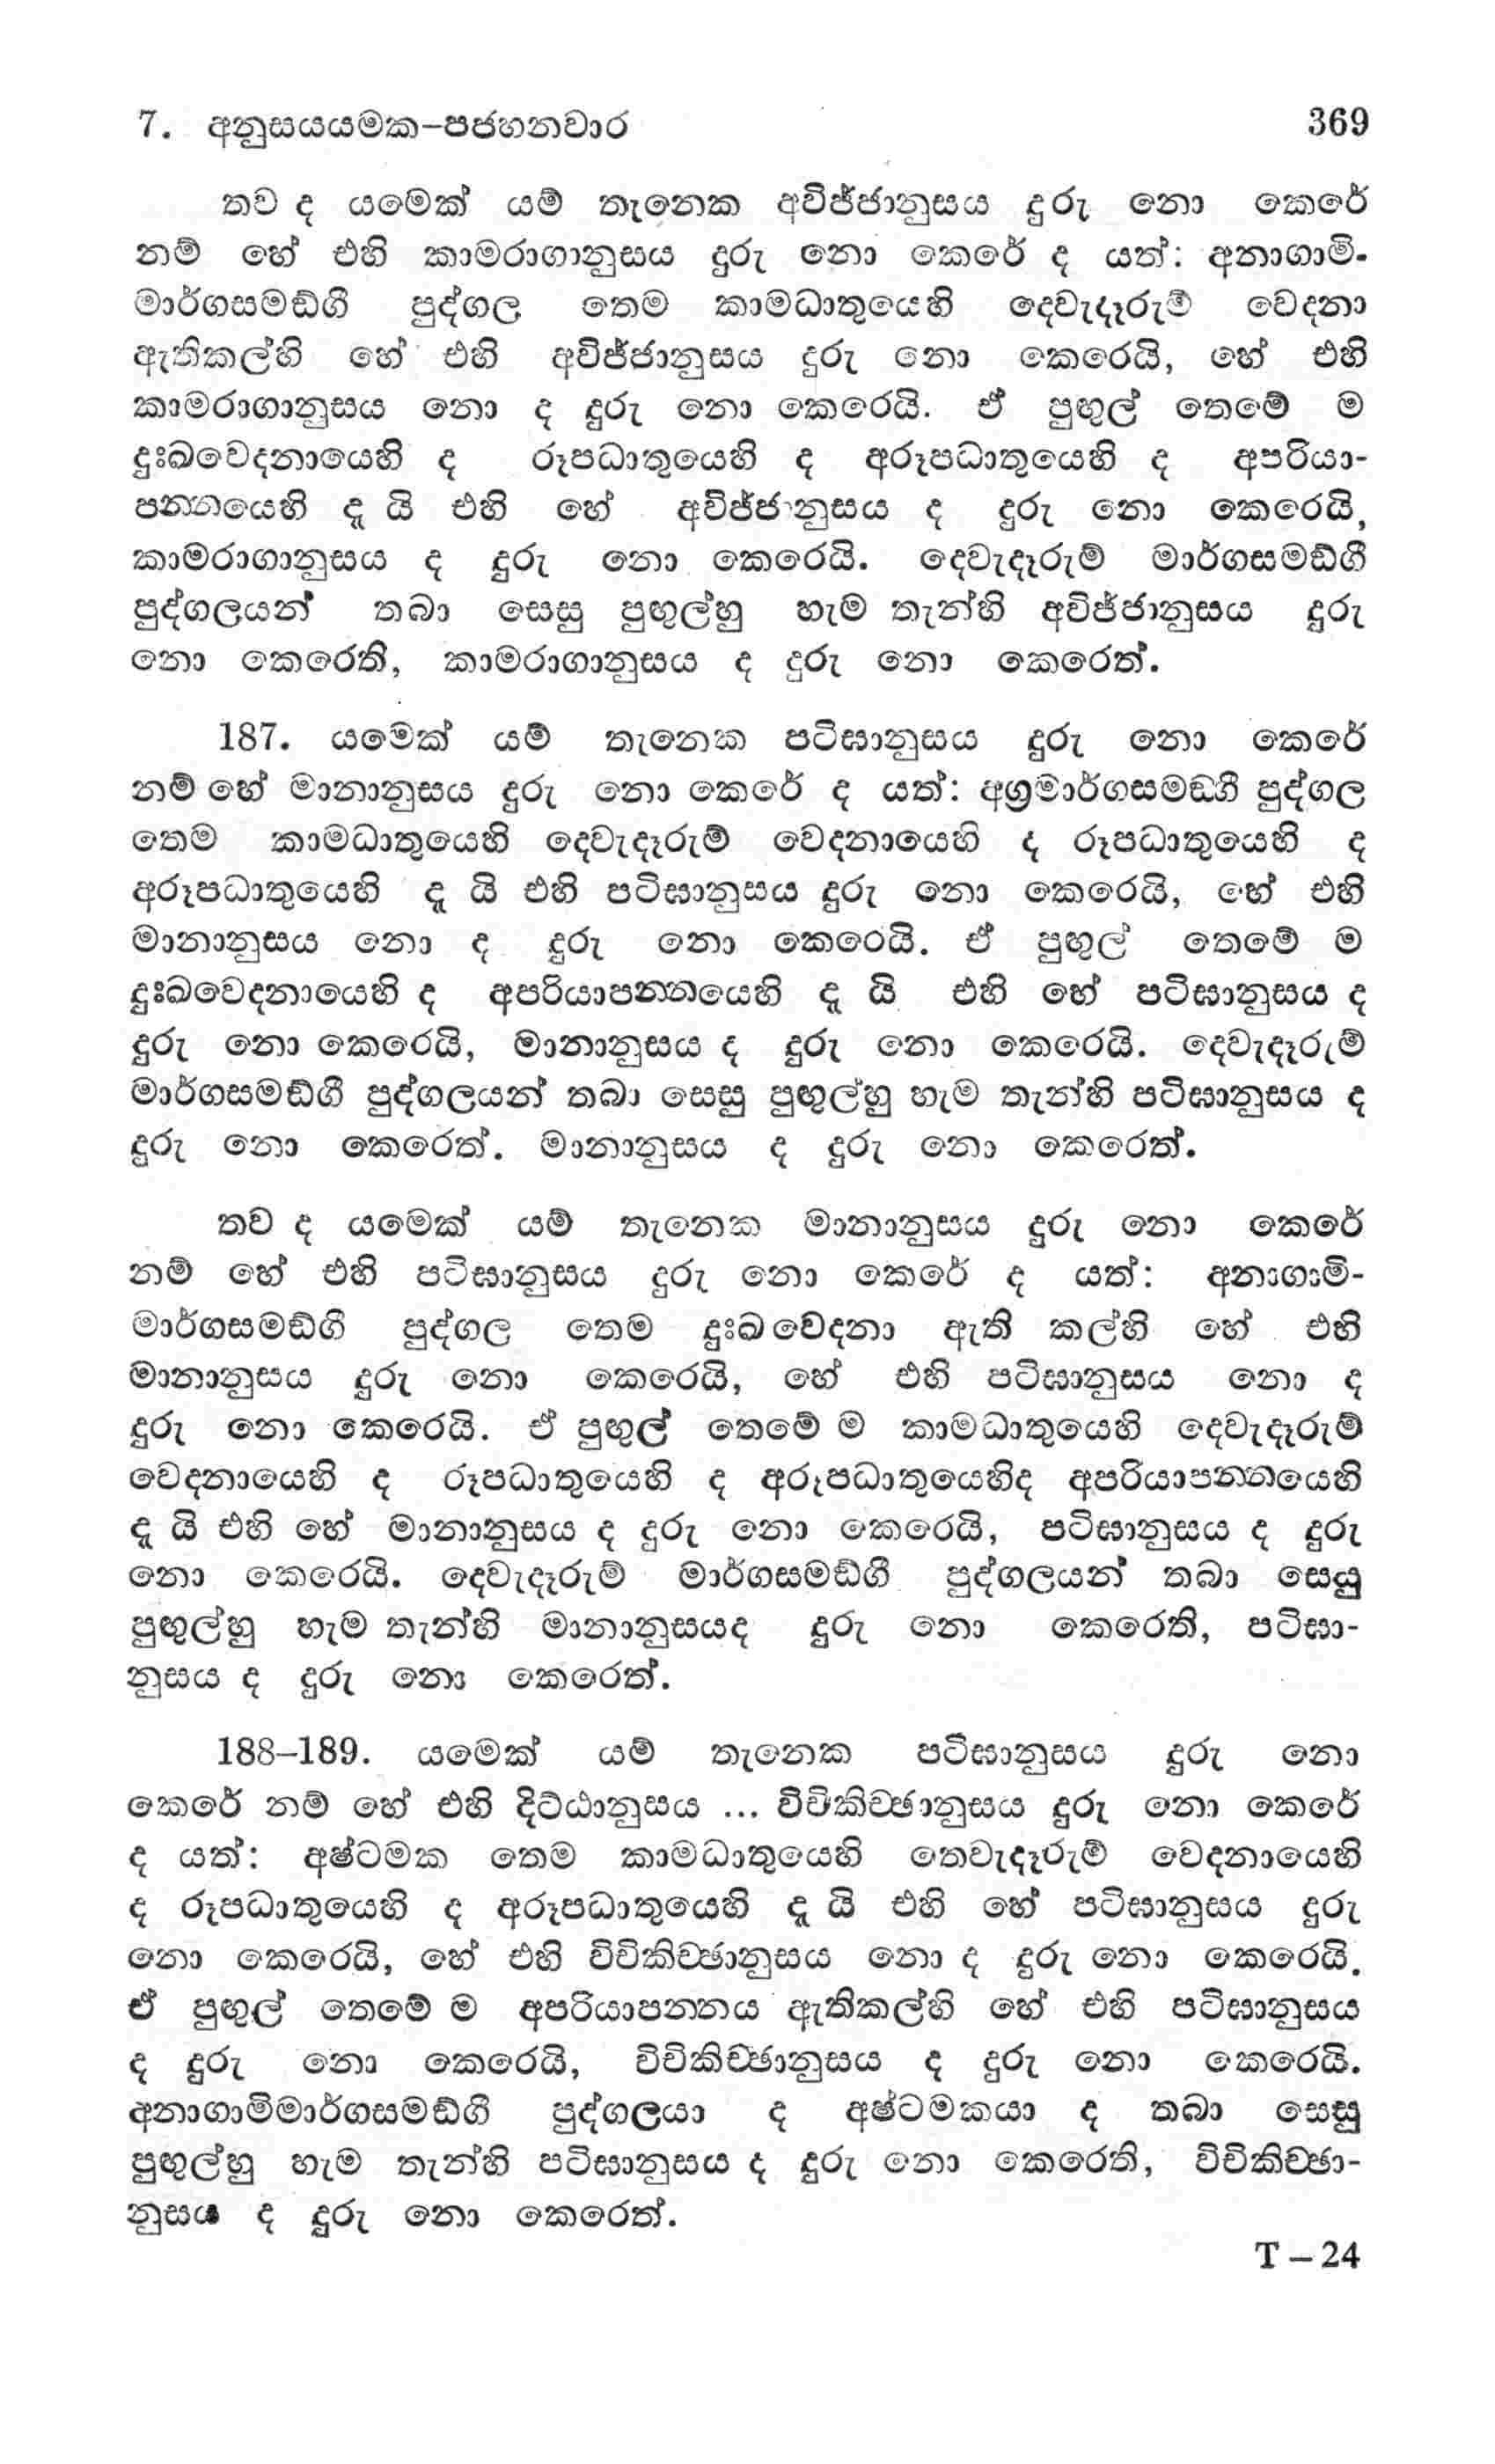 7. අනුසයයමක–පජහනවාර 369
තව ද යමෙක් යම් තැනෙක අවිජ්ජානුසය දුරු නො කෙරේ
නම් හේ එහි කාමරාගානුසය දුරු නො කෙරේ ද යත්: අනාගාමි-
මාර්ගසමඬ්ගී පුද්ගල තෙම කාමධාතුයෙහි දෙවැදෑරුම් වෙදනා
ඇතිකල්හි හේ එහි අවිජ්ජානුසය දුරු නො කෙරෙයි, හේ එහි
කාමරාගානුසය නො ද දුරු නො කෙරෙයි. ඒ පුඟුල් තෙමේ ම
දුඃඛවෙදනායෙහි ද රූපධාතුයෙහි ද අරූපධාතුයෙහි ද අපරියා-
පන්නයෙහි දැ යි එහි හේ අවිජ්ජානුසය ද දුරු නො කෙරෙයි,
කාමරාගානුසය ද දුරු නො කෙරෙයි. දෙවැදෑරුම් මාර්ගසමඬ්ගී
පුද්ගලයන් තබා සෙසු පුඟුල්හු හැම තැන්හි අවිජ්ජානුසය දුරු
නො කෙරෙති, කාමරාගානුසය ද දුරු නො කෙරෙත්.
187. යමෙක් යම් තැනෙක පටිඝානුසය දුරු නො කෙරේ
නම් හේ මානානුසය දුරු නො කෙරේ ද යත්: අග්‍රමාර්ගසමඞ්ගී පුද්ගල
තෙම කාමධාතුයෙහි දෙවැදෑරුම් වෙදනායෙහි ද රූපධාතුයෙහි ද
අරූපධාතුයෙහි දැ යි එහි පටිඝානුසය දුරු නො කෙරෙයි, හේ එහි
මානානුසය නො ද දුරු නො කෙරෙයි. ඒ පුඟුල් තෙමේ ම
දුඃඛවෙදනායෙහි ද අපරියාපන්නයෙහි දැ යි එහි හේ පටිඝානුසය ද
දුරු නො කෙරෙයි, මානානුසය ද දුරු නො කෙරෙයි. දෙවැදෑරුම්
මාර්ගසමඬ්ගී පුද්ගලයන් තබා සෙසු පුඟුල්හු හැම තැන්හි පටිඝානුසය ද
දුරු නො කෙරෙත්. මානානුසය ද දුරු නො කෙරෙත්.
තව ද යමෙක් යම් තැනෙක මානානුසය දුරු නො කෙරේ
නම් හේ එහි පටිඝානුසය දුරු නො කෙරේ ද යත්: අනාගාමි-
මාර්ගසමඬ්ගී පුද්ගල තෙම දුඃඛවෙදනා ඇති කල්හි හේ එහි
මානානුසය දුරු නො කෙරෙයි, හේ එහි පටිඝානුසය නො ද
දුරු නො කෙරෙයි. ඒ පුඟුල් තෙමේ ම කාමධාතුයෙහි දෙවැදෑරුම්
වෙදනායෙහි ද රූපධාතුයෙහි ද අරූපධාතුයෙහිද අපරියාපන්නයෙහි
දැ යි එහි හේ මානානුසය ද දුරු නො කෙරෙයි, පටිඝානුසය ද දුරු
නො කෙරෙයි. දෙවැදෑරුම් මාර්ගසමඬ්ගී පුද්ගලයන් තබා සෙසු
පුඟුල්හු හැම තැන්හි මානානුසයද දුරු නො කෙරෙති, පටිඝා-
නුසය ද දුරු නො කෙරෙත්.
188–189. යමෙක් යම් තැනෙක පටිඝානුසය දුරු නො
කෙරේ නම් හේ එහි දිට්ඨානුසය ... විචිකිච්ඡානුසය දුරු නො කෙරේ
ද යත්: අෂ්ටමක තෙම කාමධාතුයෙහි තෙවැදෑරුම් වෙදනායෙහි
ද රූපධාතුයෙහි ද අරූපධාතුයෙහි දැ යි එහි හේ පටිඝානුසය දුරු
නො කෙරෙයි, හේ එහි විචිකිච්ඡානුසය නො ද දුරු නො කෙරෙයි.
ඒ පුඟුල් තෙමේ ම අපරියාපන්නය ඇතිකල්හි හේ එහි පටිඝානුසය
ද දුරු නො කෙරෙයි, විචිකිච්ඡානුසය ද දුරු නො කෙරෙයි.
අනාගාමිමාර්ගසමඬ්ගී පුද්ගලයා ද අෂ්ටමකයා ද තබා සෙසු
පුඟුල්හු හැම තැන්හි පටිඝානුසය ද දුරු නො කෙරෙති, විචිකිච්ඡා-
නුසය ද දුරු නො කෙරෙත්.
T – 24